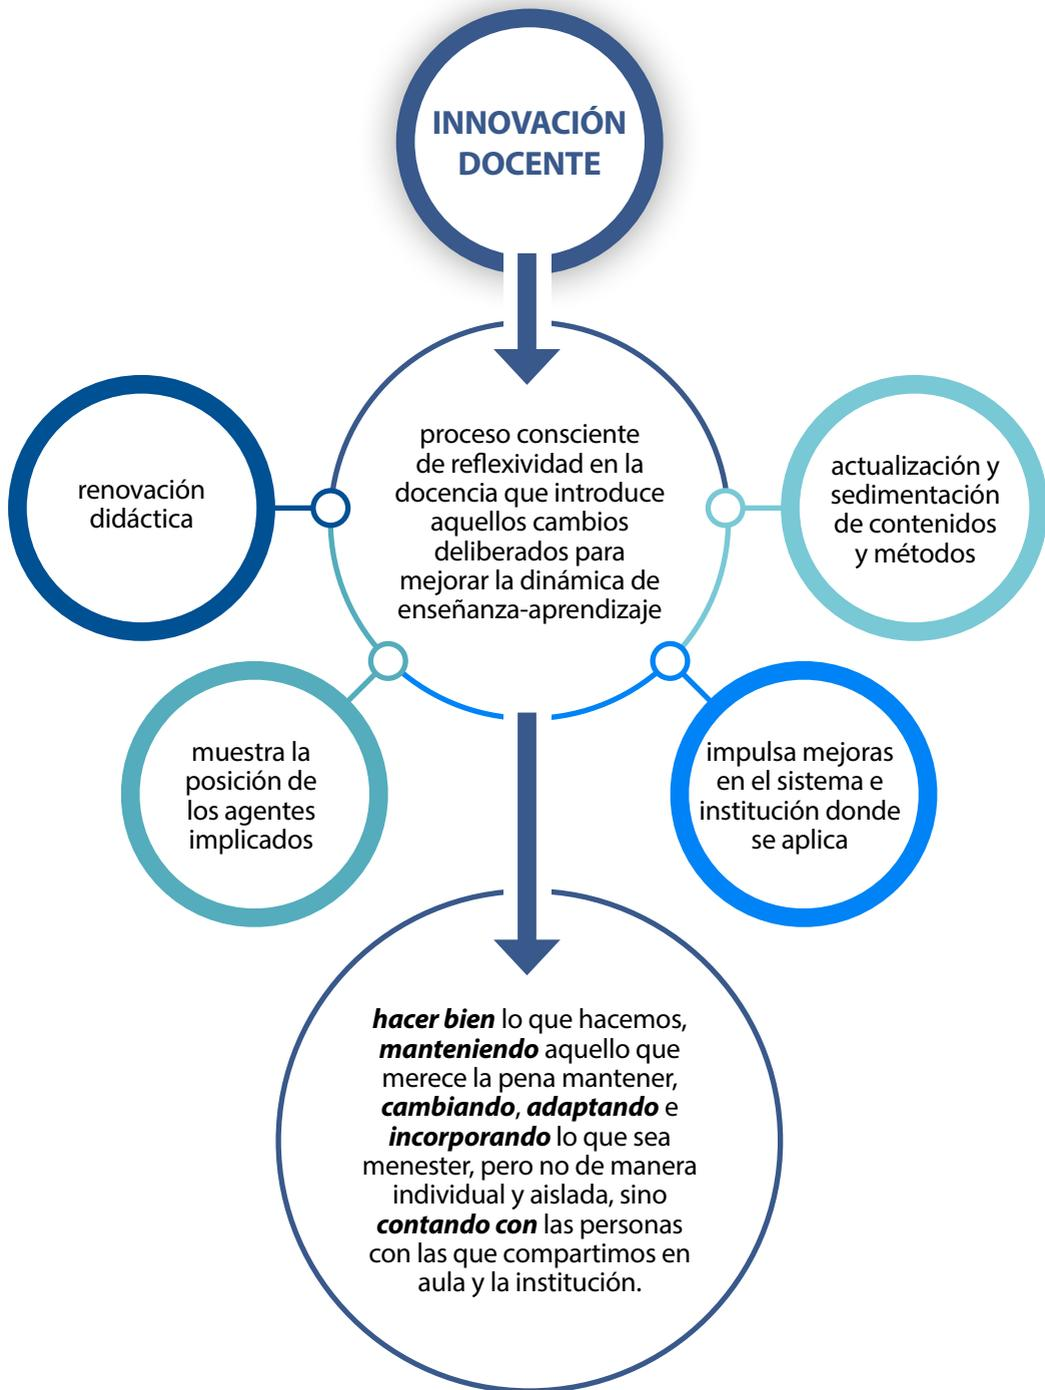 INNOVACIÓN
DOCENTE
proceso consciente
de reflexividad en la
docencia que introduce
aquellos cambios
deliberados para
mejorar la dinámica de
enseñanza-aprendizaje
renovación
didáctica
actualización y
sedimentación
de contenidos
y métodos
muestra la
posición de
los agentes
implicados
impulsa mejoras
en el sistema e
institución donde
se aplica
hacer bien lo que hacemos,
manteniendo aquello que
merece la pena mantener,
cambiando, adaptando e
incorporando lo que sea
menester, pero no de manera
individual y aislada, sino
contando con las personas
con las que compartimos en
aula y la institución.